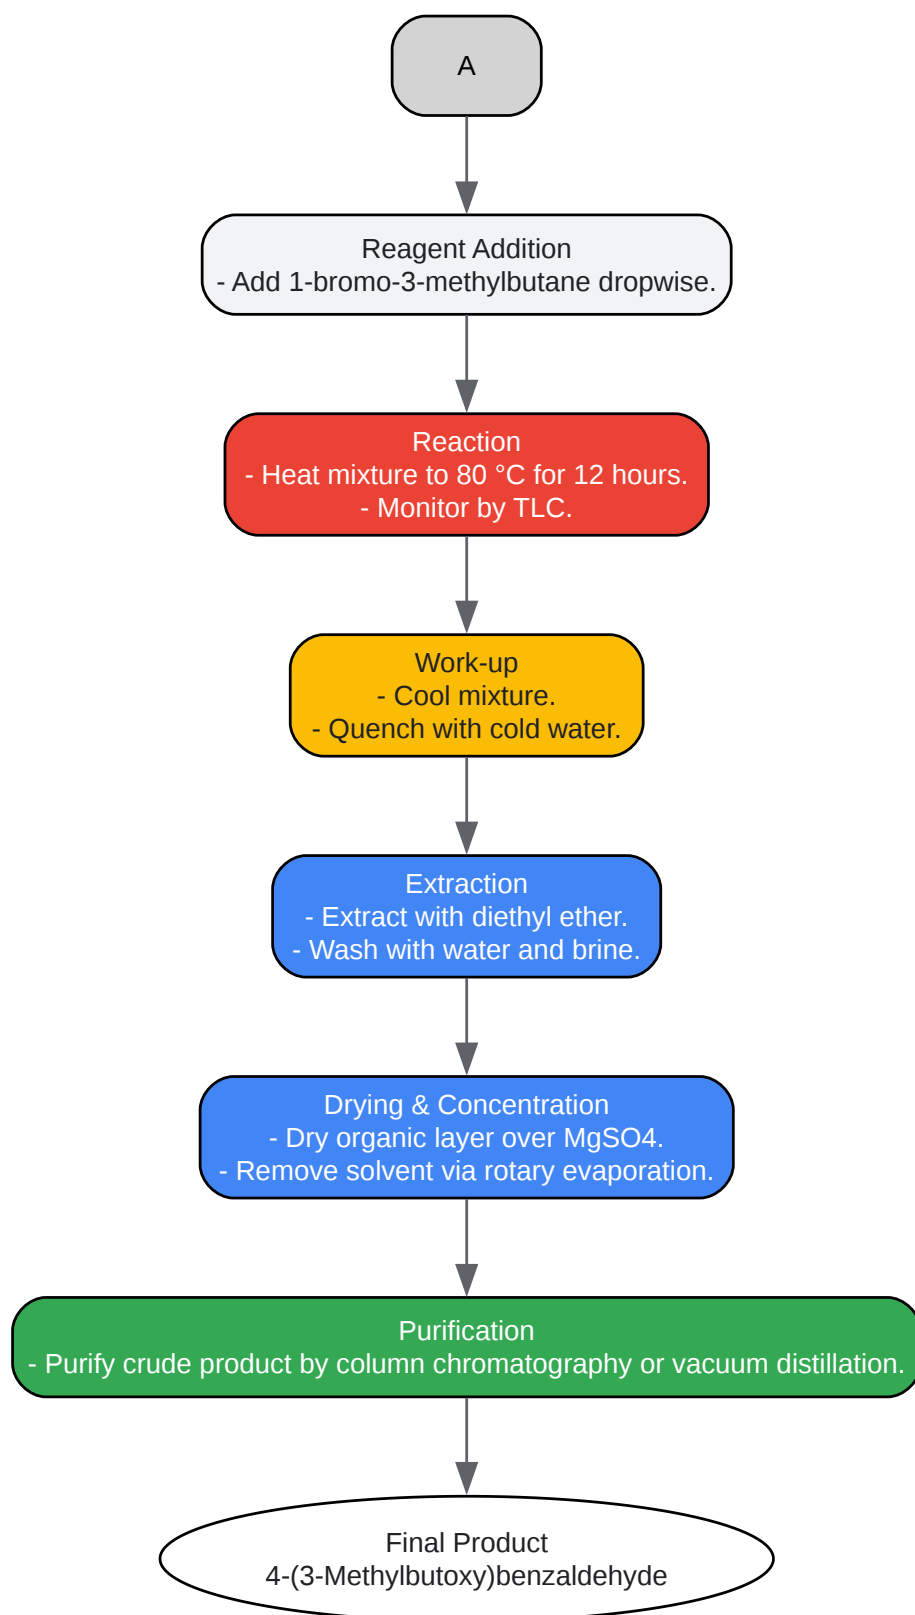 A
Reagent Addition
- Add 1-bromo-3-methylbutane dropwise.
Reaction
- Heat mixture to 80 °C for 12 hours.
- Monitor by TLC.
Work-up
- Cool mixture.
- Quench with cold water.
Extraction
- Extract with diethyl ether.
- Wash with water and brine.
Drying & Concentration
- Dry organic layer over MgSO4.
- Remove solvent via rotary evaporation.
Purification
- Purify crude product by column chromatography or vacuum distillation.
Final Product
4-(3-Methylbutoxy)benzaldehyde